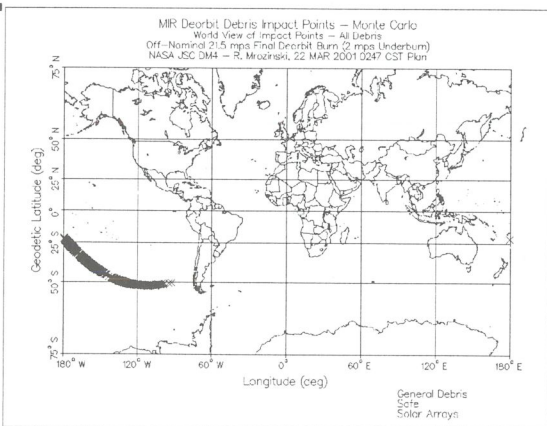 MIR Deorbit Debris Impact Points – Monte Carlo
World View of Impact Points – All Debris
Off–Nominal 21.5 mps Final Deorbit Burn (2 mps Underburn)
NASA JSC DM4 – R. Mrozinski, 22 MAR 2001 0247 CST Plan
75° N
50° N
25° N
0°
25° S
50° S
75° S
Geodetic Latitude (deg)
180° W
120° W
60° W
0°
60° E
120° E
180° E
Longitude (ceg)
General Debris
Safe
Solar Arrays